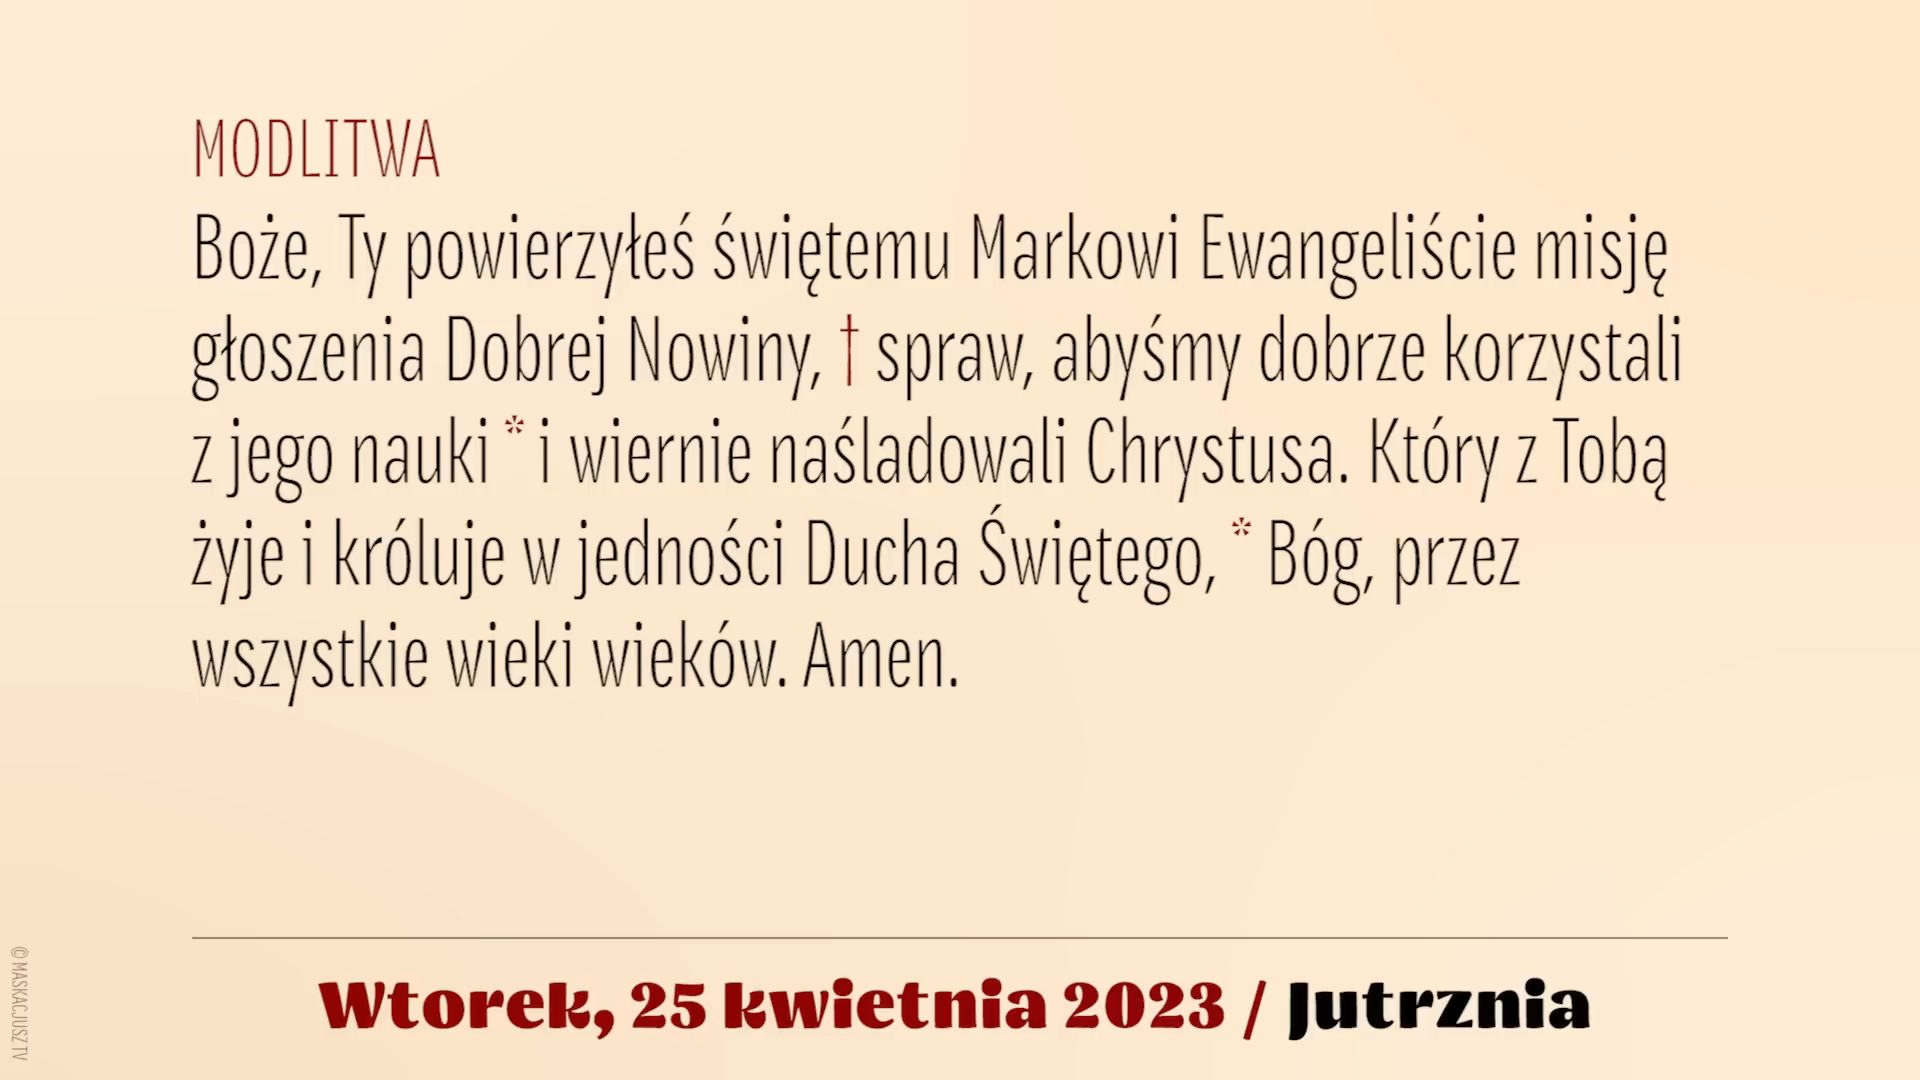 MODLITWA
Boże, Ty powierzyłeś świętemu Markowi Ewangeliście misję
głoszenia Dobrej Nowiny, † spraw, abyśmy dobrze korzystali
z jego nauki * i wiernie naśladowali Chrystusa. Który z Tobą
żyje i króluje w jedności Ducha Świętego, * Bóg, przez
wszystkie wieki wieków. Amen.
Wtorek, 25 kwietnia 2023 / Jutrznia
© MASKACJUSZ TV